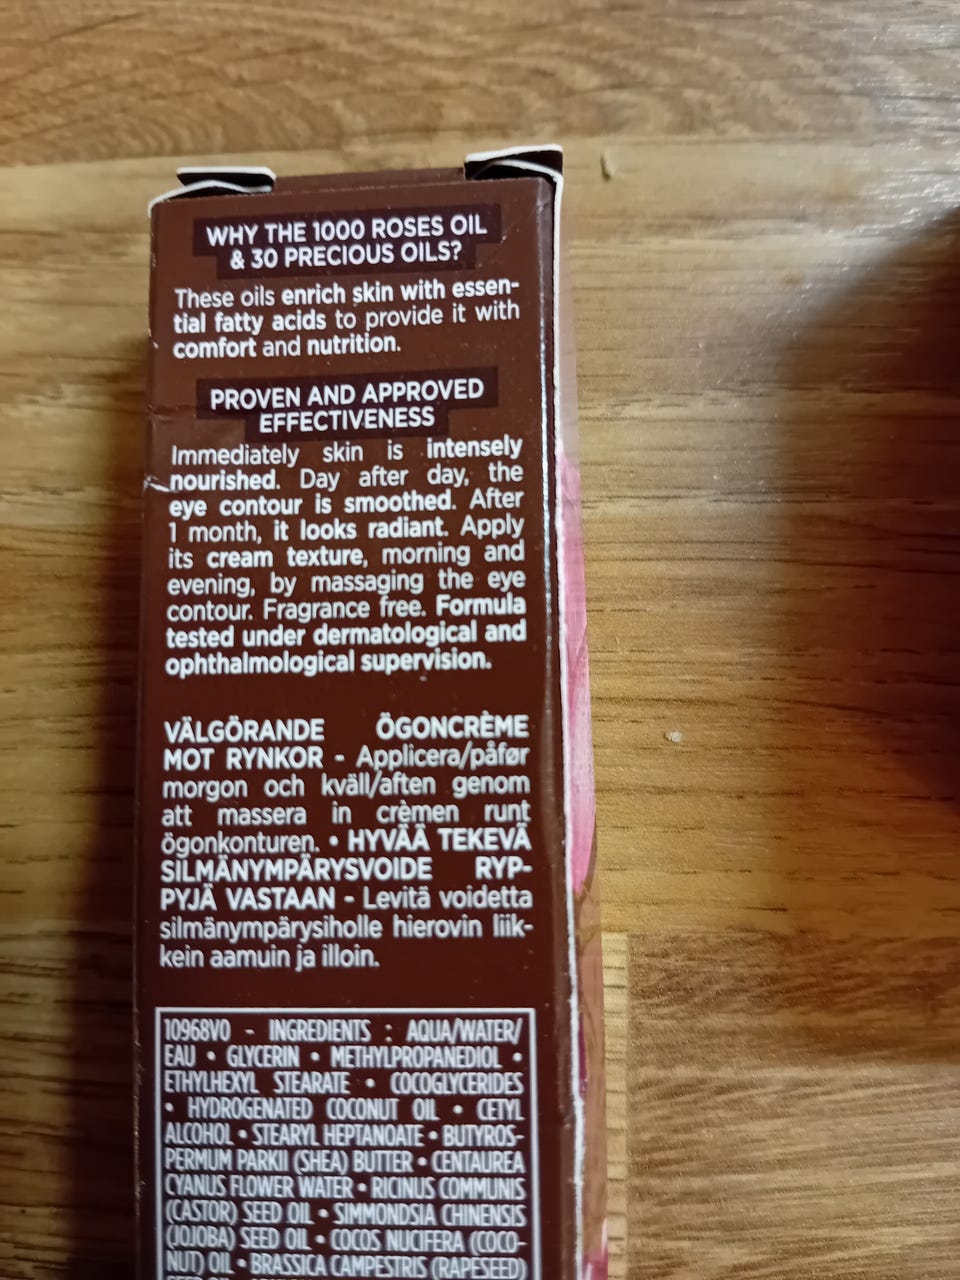 WHY THE 1000 ROSES OIL
& 30 PRECIOUS OILS?
These oils enrich skin with essen-
tial fatty acids to provide it with
comfort and nutrition.
PROVEN AND APPROVED
EFFECTIVENESS
Immediately skin is intensely
nourished. Day after day, the
eye contour is smoothed. After
1 month, it looks radiant. Apply
its cream texture, morning and
evening, by massaging the eye
contour. Fragrance free. Formula
tested under dermatological and
ophthalmological supervision.
VÄLGÖRANDE ÖGONCRÈME
MOT RYNKOR - Applicera/påfør
morgon och kväll/aften genom
att massera in crèmen runt
ögonkonturen. • HYVÄÄ TEKEVÄ
SILMÄNYMPÄRYSVOIDE RYP-
PYJÄ VASTAAN - Levitä voidetta
silmänympärysiholle hierovin liik-
kein aamuin ja illoin.
10968V0 - INGREDIENTS : AQUA/WATER/
EAU • GLYCERIN • METHYLPROPANEDIOL •
ETHYLHEXYL STEARATE • COCOGLYCERIDES
• HYDROGENATED COCONUT OIL • CETYL
ALCOHOL • STEARYL HEPTANOATE • BUTYROS-
PERMUM PARKII (SHEA) BUTTER • CENTAUREA
CYANUS FLOWER WATER • RICINUS COMMUNIS
(CASTOR) SEED OIL • SIMMONDSIA CHINENSIS
(JOJOBA) SEED OIL • COCOS NUCIFERA (COCO-
NUT) OIL • BRASSICA CAMPESTRIS (RAPESEED)